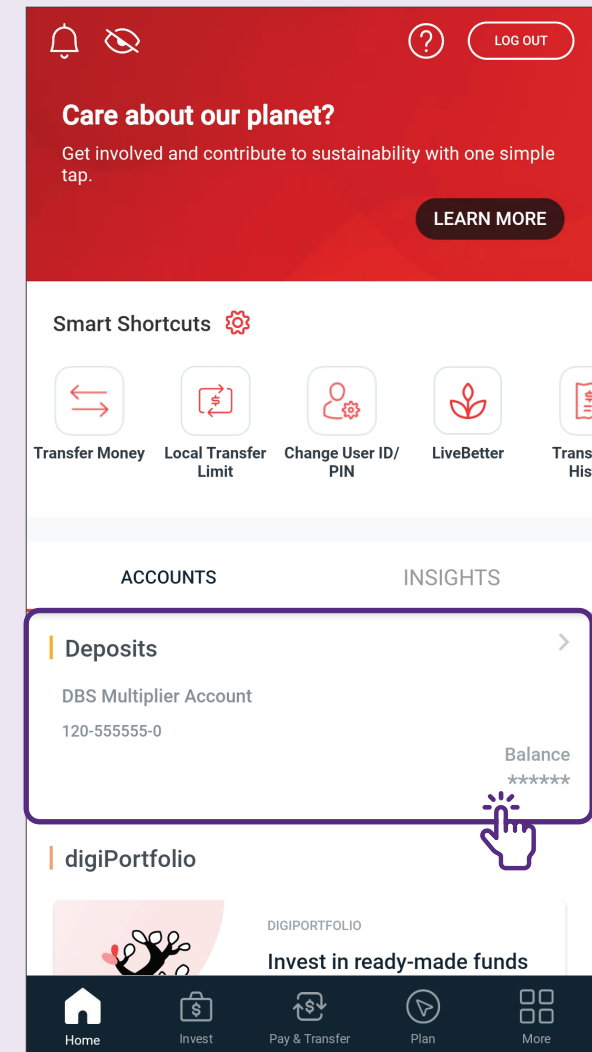 LOG OUT
Care about our planet?
Get involved and contribute to sustainability with one simple
tap.
LEARN MORE
Smart Shortcuts
Transfer Money
Local Transfer
Limit
Change User ID/
PIN
LiveBetter
Trans
His
ACCOUNTS
INSIGHTS
Deposits
DBS Multiplier Account
120-555555-0
Balance
******
digiPortfolio
DIGIPORTFOLIO
Invest in ready-made funds
Home
Invest
Pay & Transfer
Plan
More